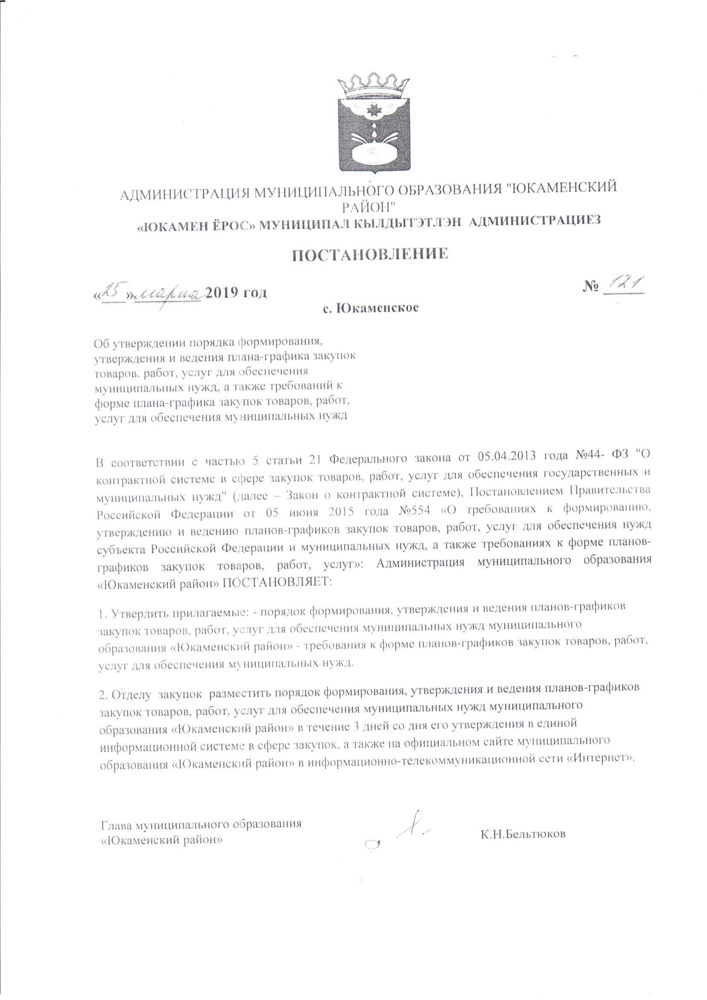 АДМИНИСТРАЦИЯ МУНИЦИПАЛЬНОГО ОБРАЗОВАНИЯ "ЮКАМЕНСКИЙ
РАЙОН"
«ЮКАМЕН ЁРОС» МУНИЦИПАЛ КЫЛДЫТЭТЛЭН АДМИНИСТРАЦИЕЗ
ПОСТАНОВЛЕНИЕ
«25» марта 2019 год № 121
с. Юкаменское
Об утверждении порядка формирования,
утверждения и ведения плана-графика закупок
товаров, работ, услуг для обеспечения
муниципальных нужд, а также требований к
форме плана-графика закупок товаров, работ,
услуг для обеспечения муниципальных нужд
В соответствии с частью 5 статьи 21 Федерального закона от 05.04.2013 года №44- ФЗ "О
контрактной системе в сфере закупок товаров, работ, услуг для обеспечения государственных и
муниципальных нужд" (далее – Закон о контрактной системе), Постановлением Правительства
Российской Федерации от 05 июня 2015 года №554 «О требованиях к формированию,
утверждению и ведению планов-графиков закупок товаров, работ, услуг для обеспечения нужд
субъекта Российской Федерации и муниципальных нужд, а также требованиях к форме планов-
графиков закупок товаров, работ, услуг»: Администрация муниципального образования
«Юкаменский район» ПОСТАНОВЛЯЕТ:
1. Утвердить прилагаемые: - порядок формирования, утверждения и ведения планов-графиков
закупок товаров, работ, услуг для обеспечения муниципальных нужд муниципального
образования «Юкаменский район» - требования к форме планов-графиков закупок товаров, работ,
услуг для обеспечения муниципальных нужд.
2. Отделу закупок разместить порядок формирования, утверждения и ведения планов-графиков
закупок товаров, работ, услуг для обеспечения муниципальных нужд муниципального
образования «Юкаменский район» в течение 3 дней со дня его утверждения в единой
информационной системе в сфере закупок, а также на официальном сайте муниципального
образования «Юкаменский район» в информационно-телекоммуникационной сети «Интернет».
Глава муниципального образования
«Юкаменский район» К.Н.Бельтюков